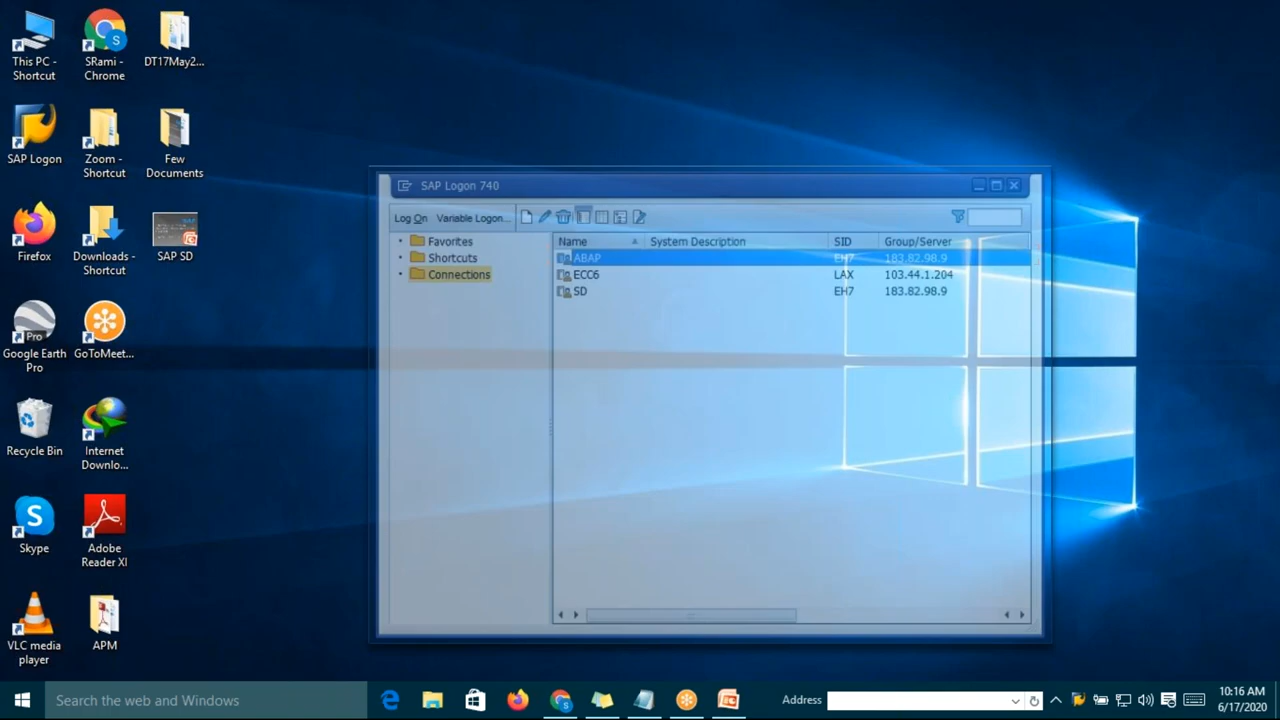 This PC -
Shortcut
SRami -
Chrome
DT17May2...
SAP Logon
Zoom -
Shortcut
Few
Documents
Firefox
Downloads -
Shortcut
SAP
SAP SD
Pro
Google Earth
Pro
GoToMeet...
Recycle Bin
Internet
Downlo...
Skype
Adobe
Reader XI
VLC media
player
APM
SAP Logon 740
Log On Variable Logon...
Favorites
Shortcuts
Connections
Name System Description SID Group/Server
ABAP EH7 183.82.98.9
ECC6 LAX 103.44.1.204
SD EH7 183.82.98.9
Search the web and Windows
Address
10:16 AM
6/17/2020